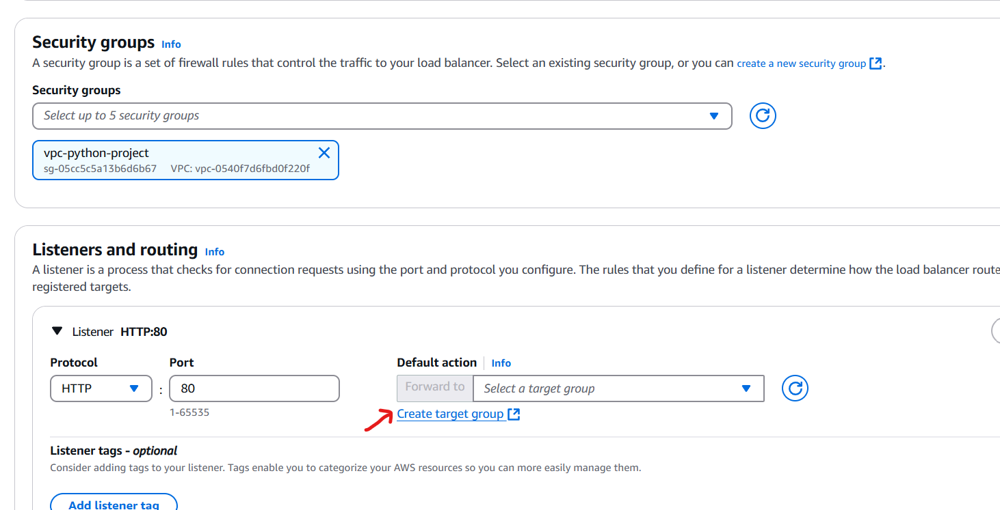 Security groups Info
A security group is a set of firewall rules that control the traffic to your load balancer. Select an existing security group, or you can create a new security group.
Security groups
Select up to 5 security groups
vpc-python-project
sg-05cc5c5a13b6d6b67 VPC: vpc-0540f7d6fbd0f220f
Listeners and routing Info
A listener is a process that checks for connection requests using the port and protocol you configure. The rules that you define for a listener determine how the load balancer route
registered targets.
Listener HTTP:80
Protocol Port Default action Info
HTTP : 80 Forward to Select a target group
1-65535 Create target group
Listener tags - optional
Consider adding tags to your listener. Tags enable you to categorize your AWS resources so you can more easily manage them.
Add listener tag